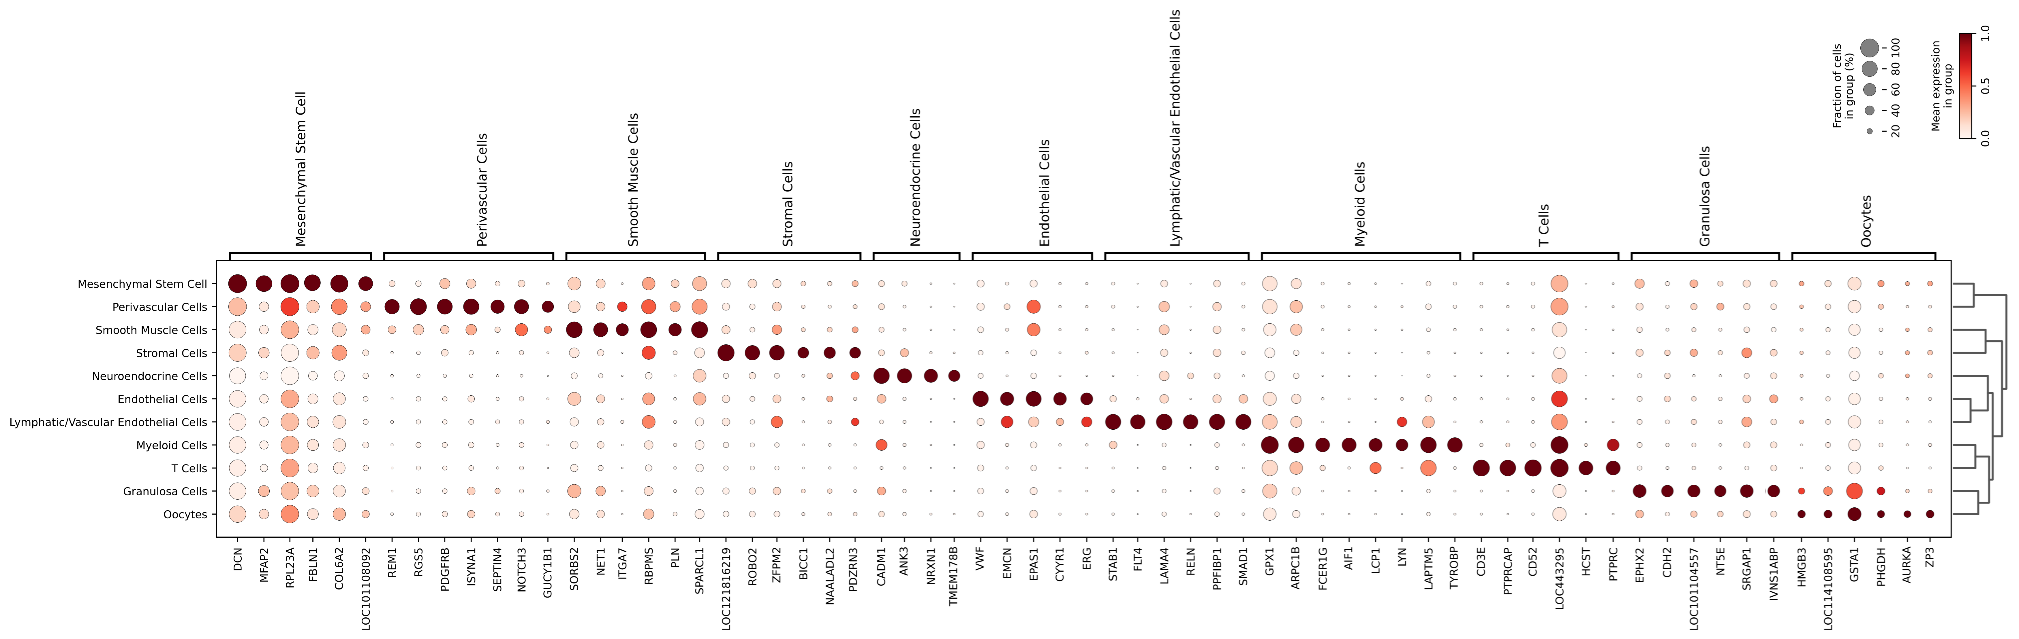 Mesenchymal Stem Cell
Perivascular Cells
Smooth Muscle Cells
Stromal Cells
Neuroendocrine Cells
Endothelial Cells
Lymphatic/Vascular Endothelial Cells
Myeloid Cells
T Cells
Granulosa Cells
Oocytes
Fraction of cells
in group (%)
20
40
60
80
100
Mean expression
in group
0.0
0.5
1.0
Mesenchymal Stem Cell
Perivascular Cells
Smooth Muscle Cells
Stromal Cells
Neuroendocrine Cells
Endothelial Cells
Lymphatic/Vascular Endothelial Cells
Myeloid Cells
T Cells
Granulosa Cells
Oocytes
DCN
MFAP2
RPL23A
FBLN1
COL6A2
LOC101108092
REM1
RGS5
PDGFRB
ISYNA1
SEPTIN4
NOTCH3
GUCY1B1
SORBS2
NET1
ITGA7
RBPMS
PLN
SPARCL1
LOC121816219
ROBO2
ZFPM2
BICC1
NAALADL2
PDZRN3
CADM1
ANK3
NRXN1
TMEM178B
VWF
EMCN
EPAS1
CYYR1
ERG
STAB1
FLT4
LAMA4
RELN
PPFIBP1
SMAD1
GPX1
ARPC1B
FCER1G
AIF1
LCP1
LYN
LAPTM5
TYROBP
CD3E
PTPRCAP
CD52
LOC443295
HCST
PTPRC
EPHX2
CDH2
LOC101104557
NT5E
SRGAP1
IVNS1ABP
HMGB3
LOC114108595
GSTA1
PHGDH
AURKA
ZP3